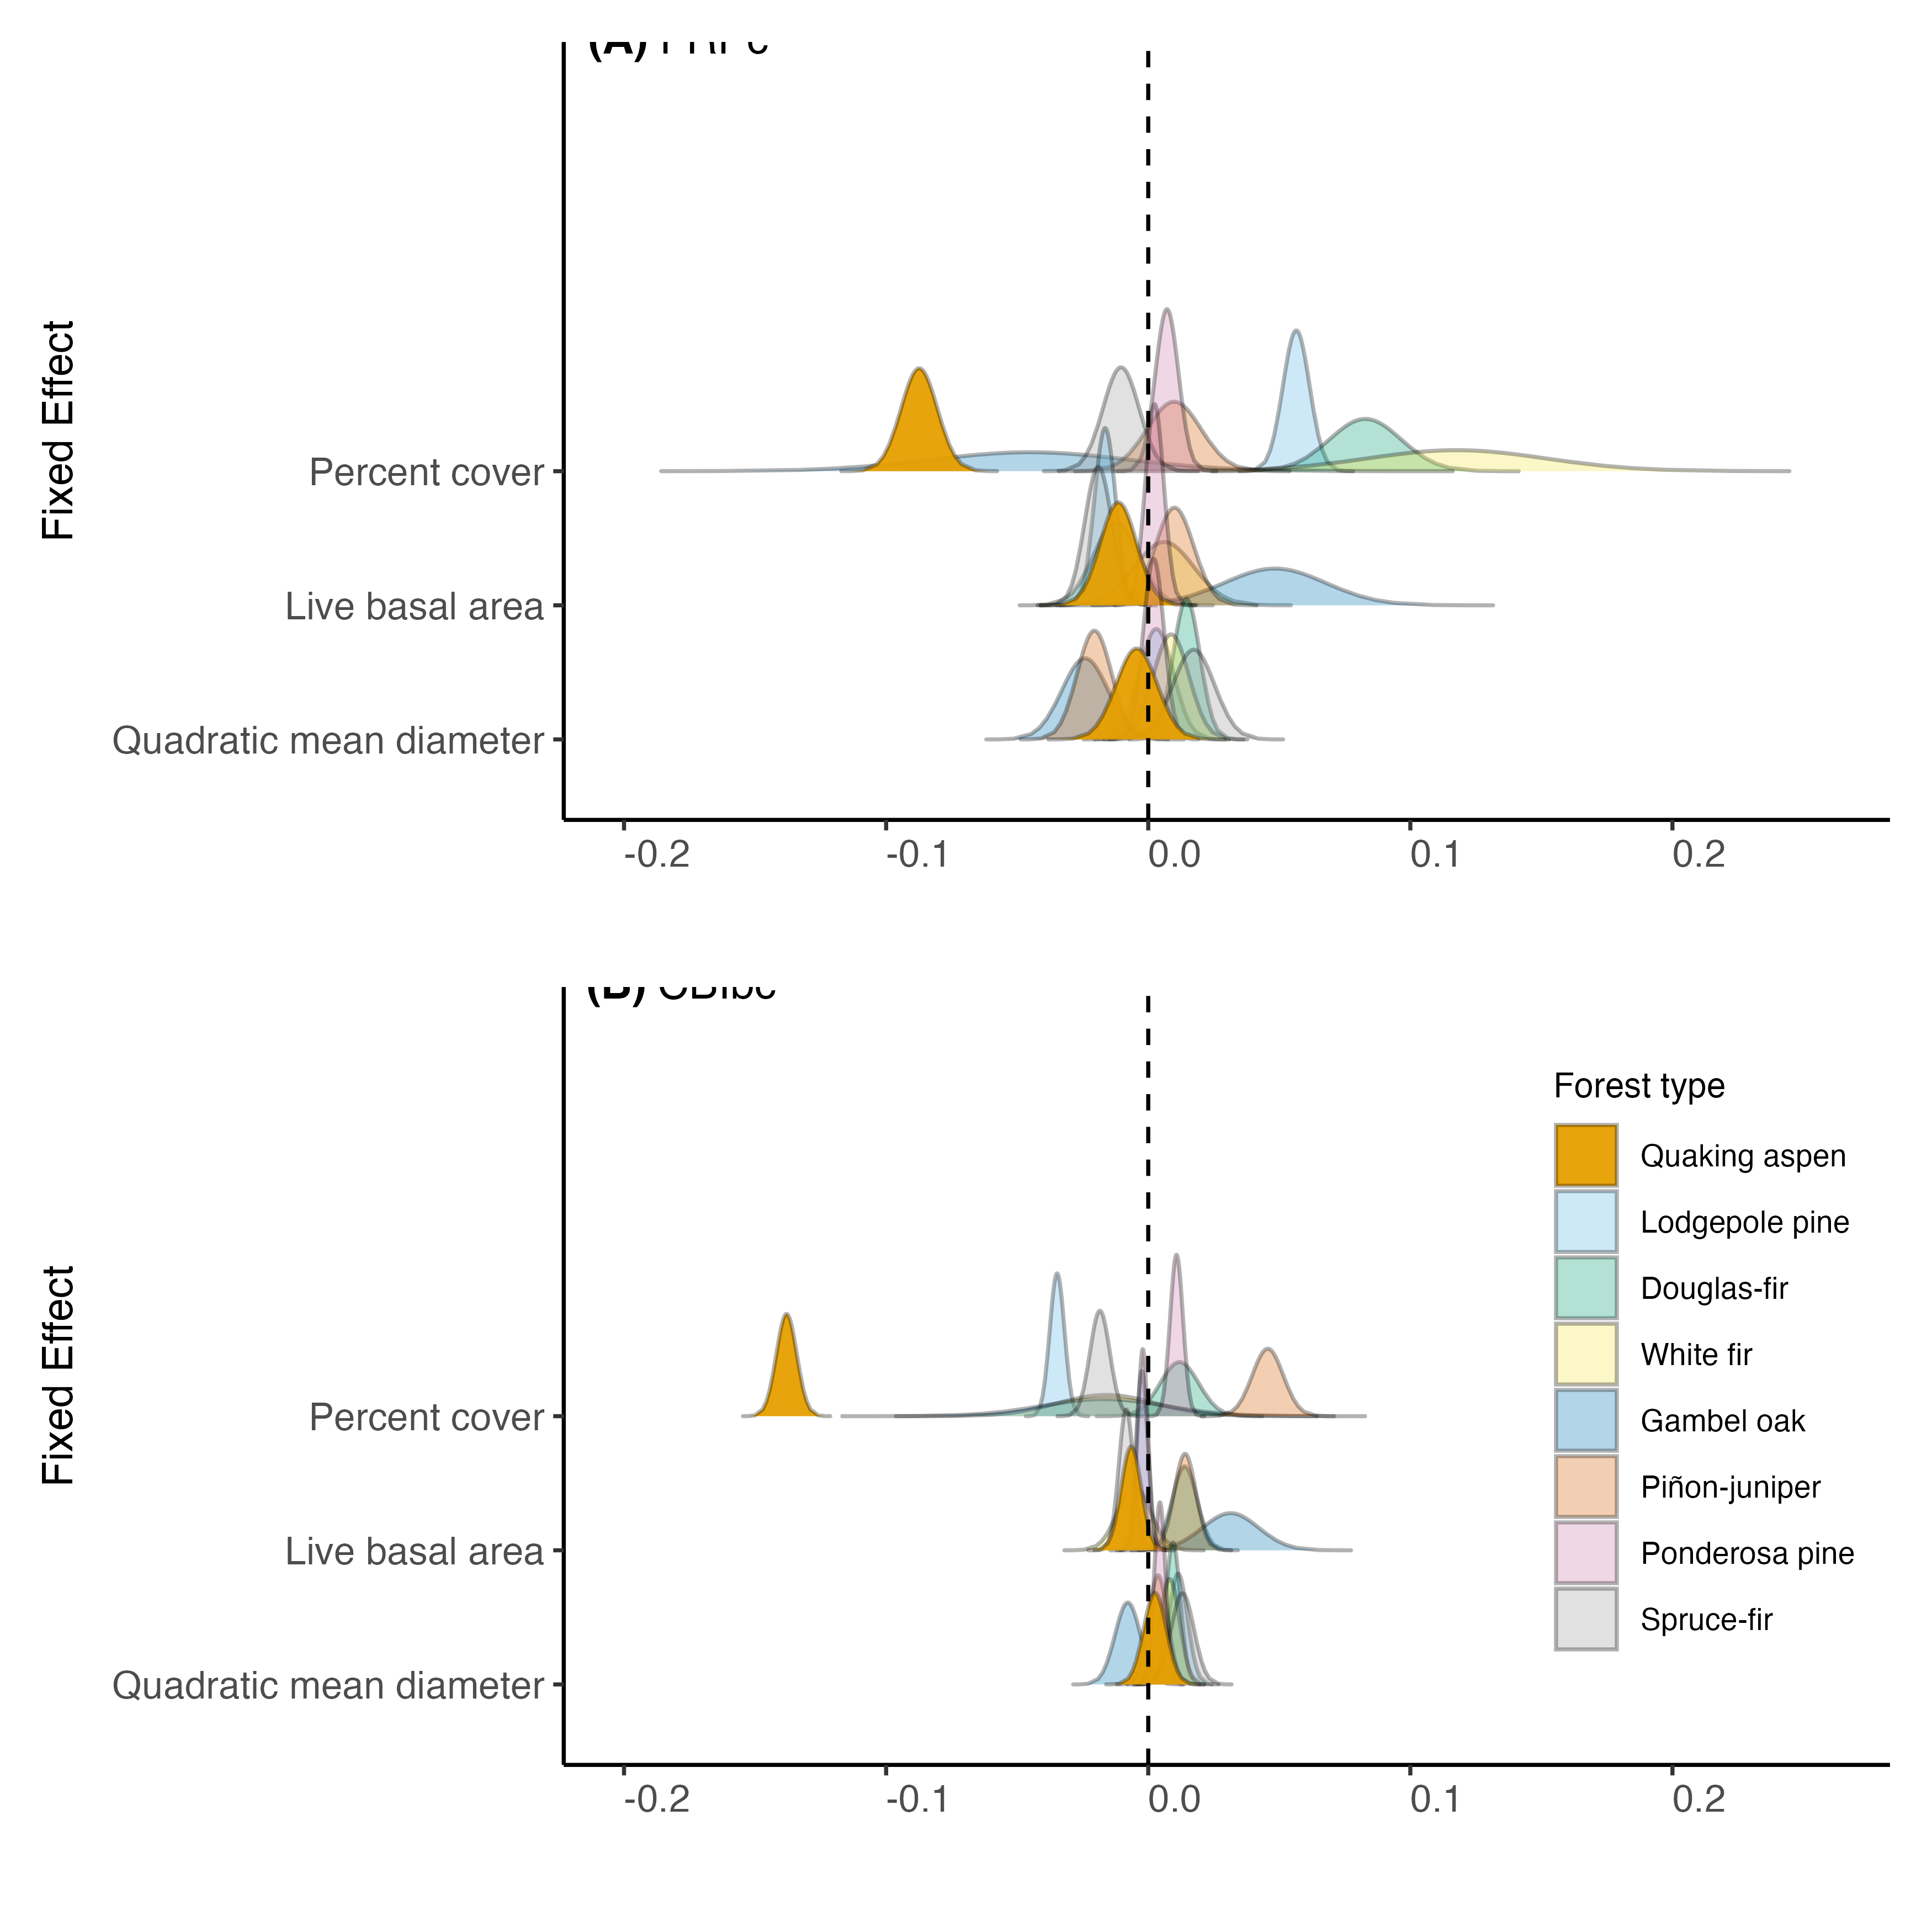 (A)
Fixed Effect
Percent cover
Live basal area
Quadratic mean diameter
-0.2 -0.1 0.0 0.1 0.2
(B)
Fixed Effect
Percent cover
Live basal area
Quadratic mean diameter
Forest type
Quaking aspen
Lodgepole pine
Douglas-fir
White fir
Gambel oak
Piñon-juniper
Ponderosa pine
Spruce-fir
-0.2 -0.1 0.0 0.1 0.2